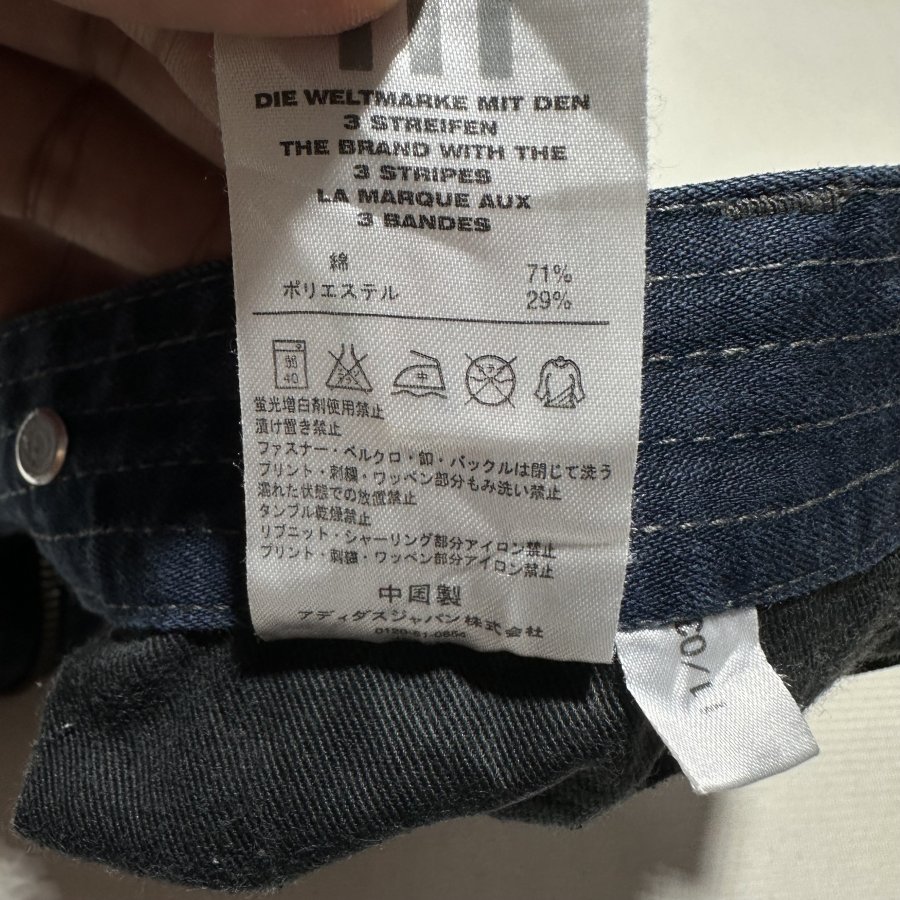 DIE WELTMARKE MIT DEN
3 STREIFEN
THE BRAND WITH THE
3 STRIPES
LA MARQUE AUX
3 BANDES
綿 71%
ポリエステル 29%
40
中
蛍光増白剤使用禁止
漬け置き禁止
ファスナー・ベルクロ・釦・バックルは閉じて洗う
プリント・刺繍・ワッペン部分もみ洗い禁止
濡れた状態での放置禁止
タンブル乾燥禁止
リブニット・シャーリング部分アイロン禁止
プリント・刺繍・ワッペン部分アイロン禁止
中国製
アディダスジャパン株式会社
0120-81-0654